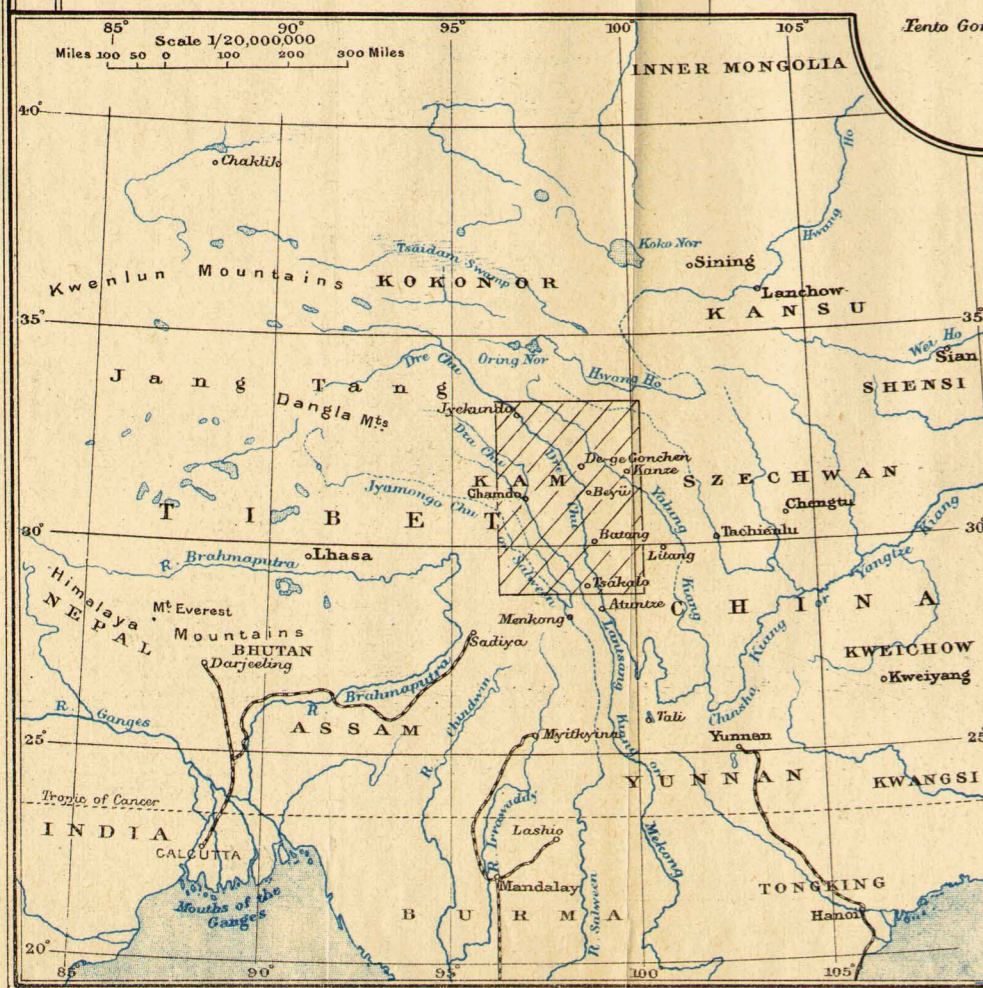 85° 90° 95° 100° 105°
Tento Gor
Scale 1/20,000,000
Miles 100 50 0 100 200 300 Miles
INNER MONGOLIA
40°
Chaklik
Hwang Ho
Koko Nor
Sining
Tsaidam Swamp
Kwenlun Mountains
KOKONOR
Lanchow
KANSU
35° 35
Wei Ho
Sian
Dre Chu
Oring Nor
Hwang Ho
SHENSI
Jang Tang
Dangla Mts
Jyekundo
Dza Chu
Dre Chu
De-ge Gonchen
Kanze
KAM
SZECHWAN
Chamdo
Beyü
Jyamongo Chu or Salween
Yalung Kiang
Chengtu
TIBET
30° 30
Batang
Tachienlu
Litang
Yangtze Kiang
R. Brahmaputra
Lhasa
Himalaya Mountains
Mt Everest
NEPAL
Tsakalo
Atuntze
CHINA
Menkong
BHUTAN
Sadiya
Darjeeling
Lantsang Kiang or Mekong
Chinsha Kiang or
KWEICHOW
Kweiyang
R. Brahmaputra
R. Ganges
R. Chindwin
ASSAM
Tali
Yunnan
Myitkyina
25° 25
YUNNAN
KWANGSI
Tropic of Cancer
INDIA
R. Irrawaddy
Lashio
CALCUTTA
Mandalay
TONGKING
Mouths of the
Ganges
BURMA
R. Salween
Hanoi
20°
85° 90° 95° 100 105°